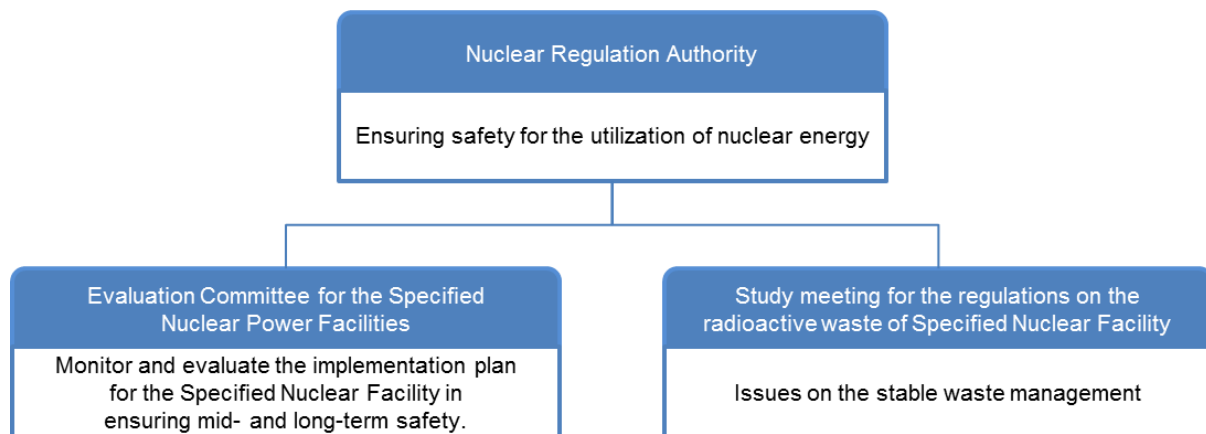 Nuclear Regulation Authority
Ensuring safety for the utilization of nuclear energy
Evaluation Committee for the Specified
Nuclear Power Facilities
Monitor and evaluate the implementation plan
for the Specified Nuclear Facility in
ensuring mid- and long-term safety.
Study meeting for the regulations on the
radioactive waste of Specified Nuclear Facility
Issues on the stable waste management